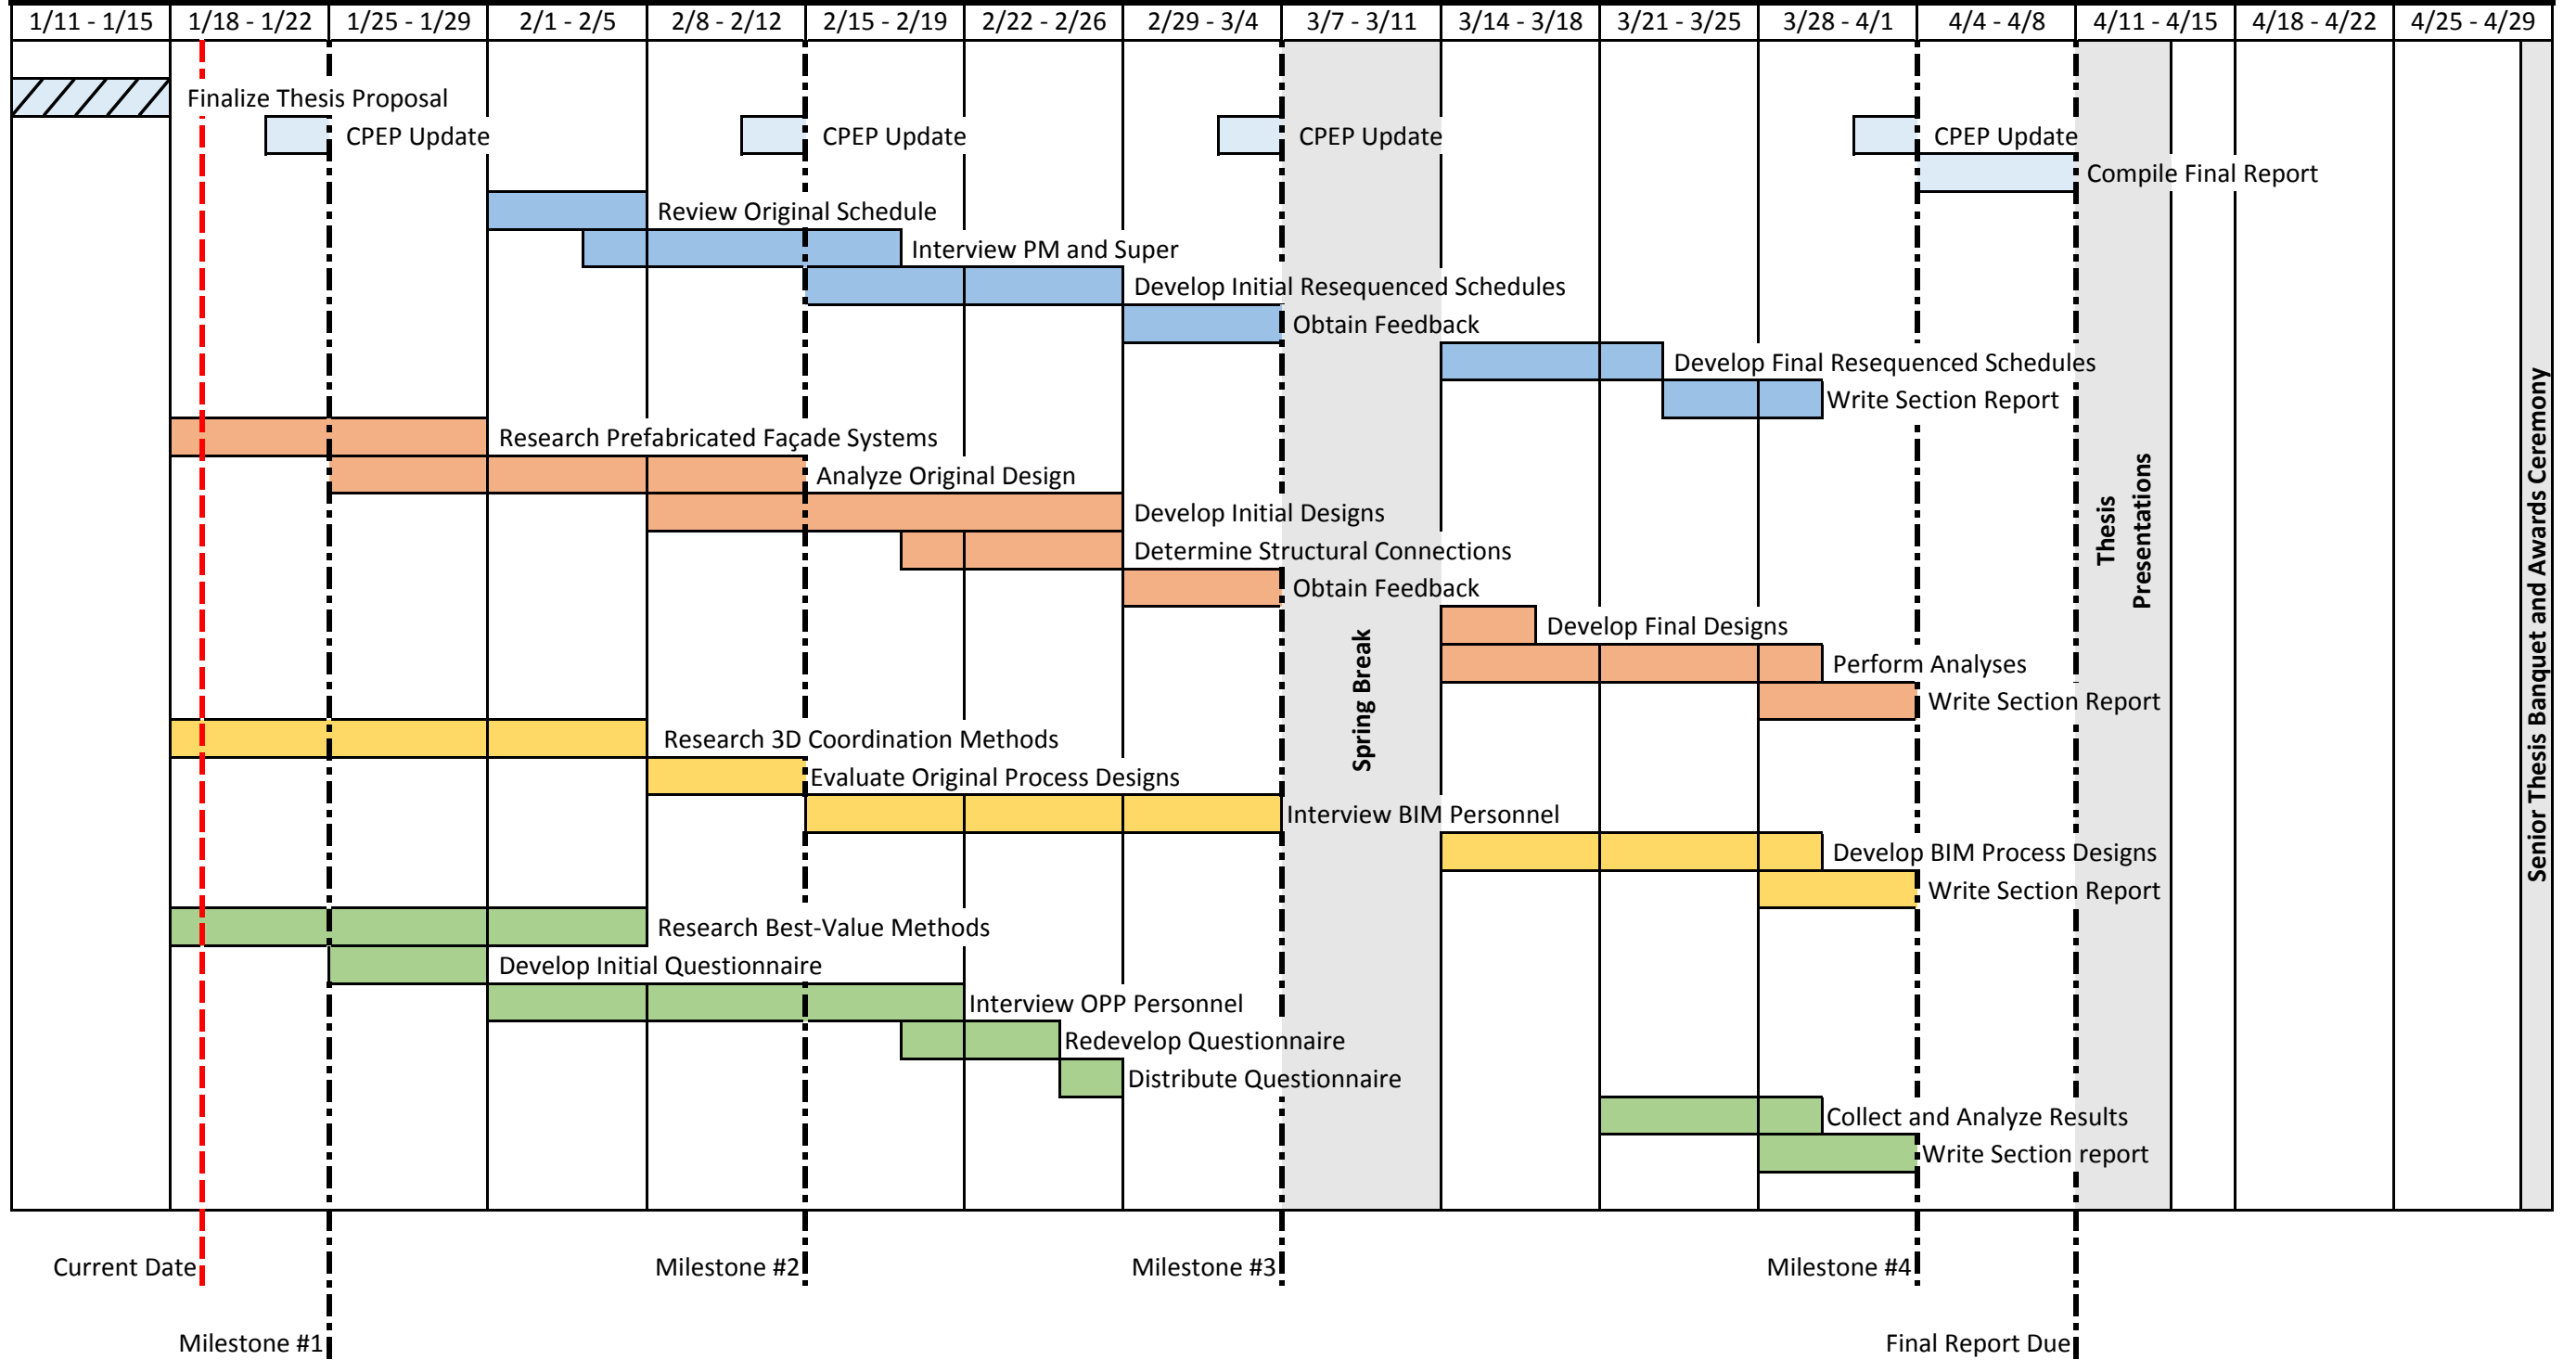 1/11 - 1/15 1/18 - 1/22 1/25 - 1/29 2/1 - 2/5 2/8 - 2/12 2/15 - 2/19 2/22 - 2/26 2/29 - 3/4 3/7 - 3/11 3/14 - 3/18 3/21 - 3/25 3/28 - 4/1 4/4 - 4/8 4/11 - 4/15 4/18 - 4/22 4/25 - 4/29
Finalize Thesis Proposal
CPEP Update CPEP Update CPEP Update CPEP Update
Compile Final Report
Review Original Schedule
Interview PM and Super
Develop Initial Resequenced Schedules
Obtain Feedback
Develop Final Resequenced Schedules
Write Section Report
Research Prefabricated Façade Systems
Analyze Original Design
Develop Initial Designs
Determine Structural Connections
Obtain Feedback
Develop Final Designs
Perform Analyses
Write Section Report
Research 3D Coordination Methods
Evaluate Original Process Designs
Interview BIM Personnel
Develop BIM Process Designs
Write Section Report
Research Best-Value Methods
Develop Initial Questionnaire
Interview OPP Personnel
Redevelop Questionnaire
Distribute Questionnaire
Collect and Analyze Results
Write Section report
Spring Break
Thesis
Presentations
Senior Thesis Banquet and Awards Ceremony
Current Date Milestone #2 Milestone #3 Milestone #4
Milestone #1 Final Report Due